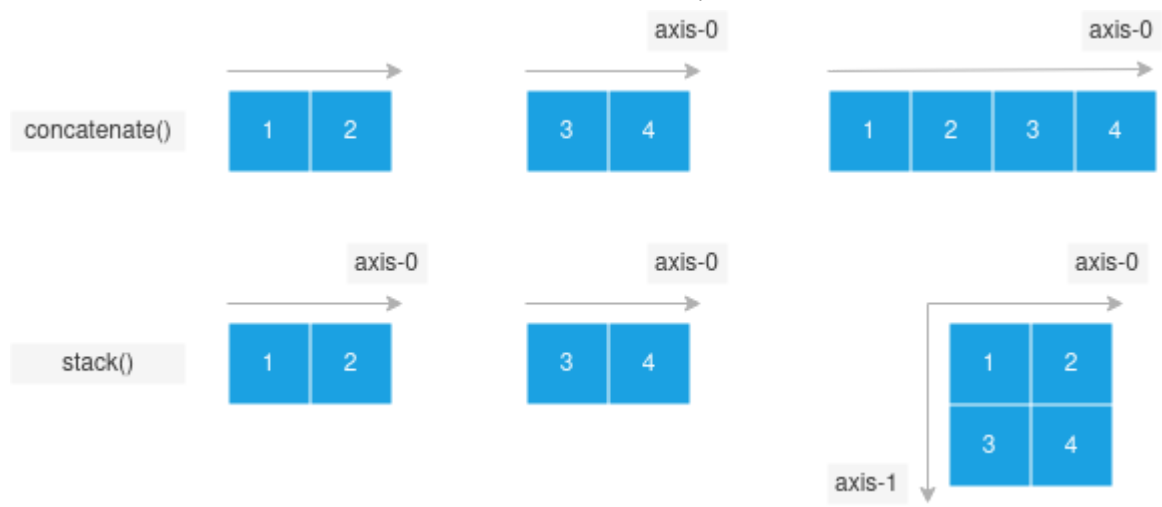 axis-0 axis-0
concatenate() 1 2 3 4 1 2 3 4
axis-0 axis-0 axis-0
stack() 1 2 3 4 1 2
3 4
axis-1